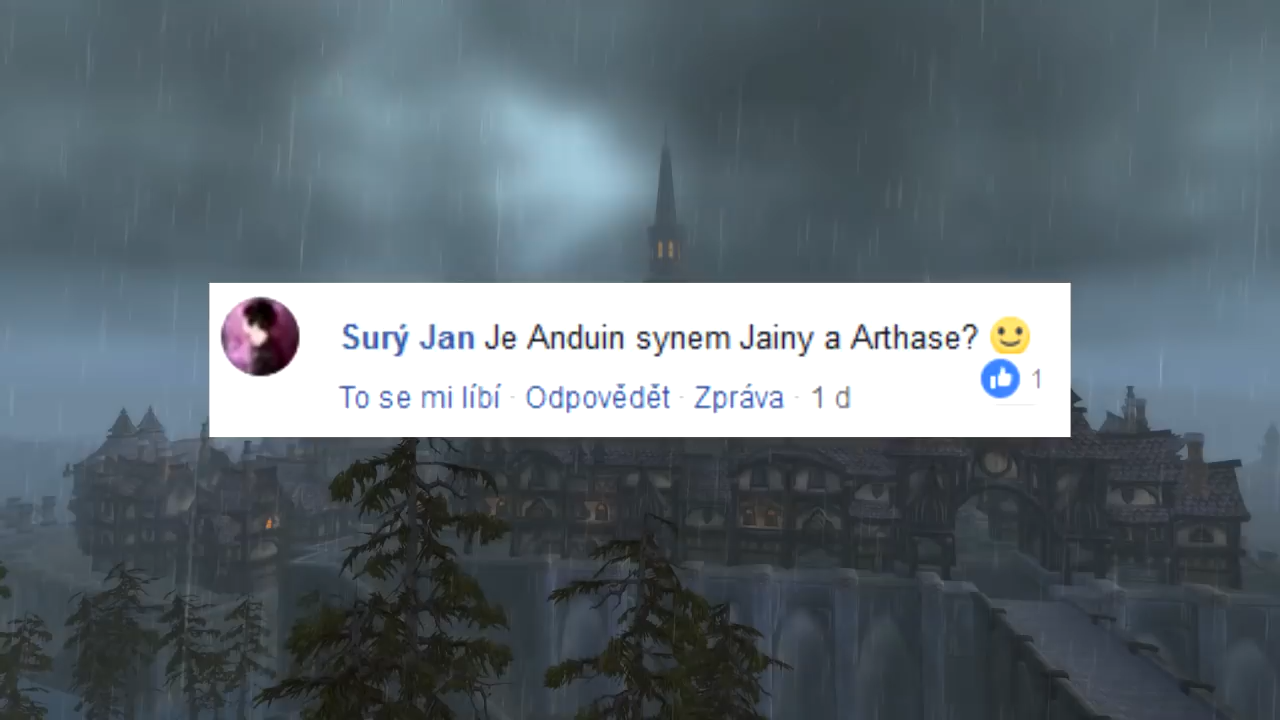 Surý Jan Je Anduin synem Jainy a Arthase? 🙂
To se mi líbí · Odpovědět · Zpráva · 1 d
1